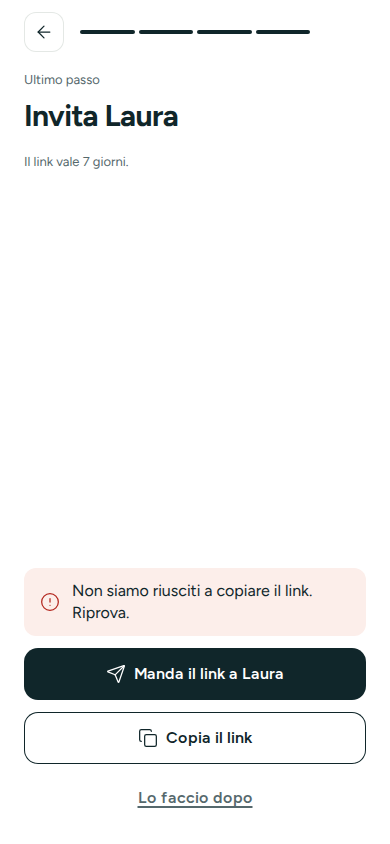 Ultimo passo
Invita Laura
Il link vale 7 giorni.
Non siamo riusciti a copiare il link.
Riprova.
Manda il link a Laura
Copia il link
Lo faccio dopo